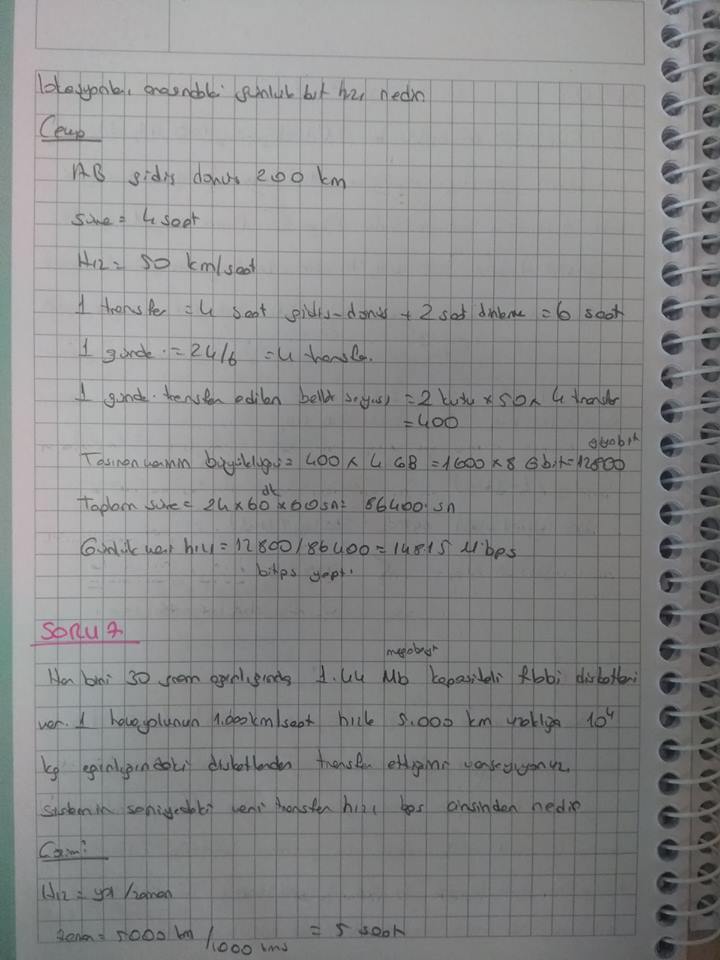 lokasyonlar arasındaki günlük bit hızı nedir
Cevap
AB gidiş dönüş 200 km
süre = 4 saat
Hız = 50 km/saat
1 transfer = 4 saat gidiş-dönüş + 2 saat dinlenme = 6 saat
1 günde = 24/6 = 4 transfer.
1 günde transfer edilen bellek sayısı = 2 kutu x 50 x 4 transfer
= 400
gigabit
Taşınan verinin büyüklüğü = 400 x 4 GB = 1600 x 8 Gbit = 12800
dk
Toplam süre = 24 x 60 x 60 sn = 86400 sn
Günlük veri hızı = 12800 / 86400 = 14815 Mbps
bitps yaptı
SORU 7
megabayt
Her biri 30 gram ağırlığında 1.44 Mb kapasiteli floppi disketleri
var. 1 havayolunun 1.000 km/saat hızla 5.000 km uzaklığa 10⁴
kg ağırlığındaki disketlerden transfer ettiğini varsayıyoruz.
sistemin saniyedeki veri transfer hızı bps cinsinden nedir
Cevap:
Hız = yol / zaman
zaman = 5000 km / 1000 kms = 5 saat